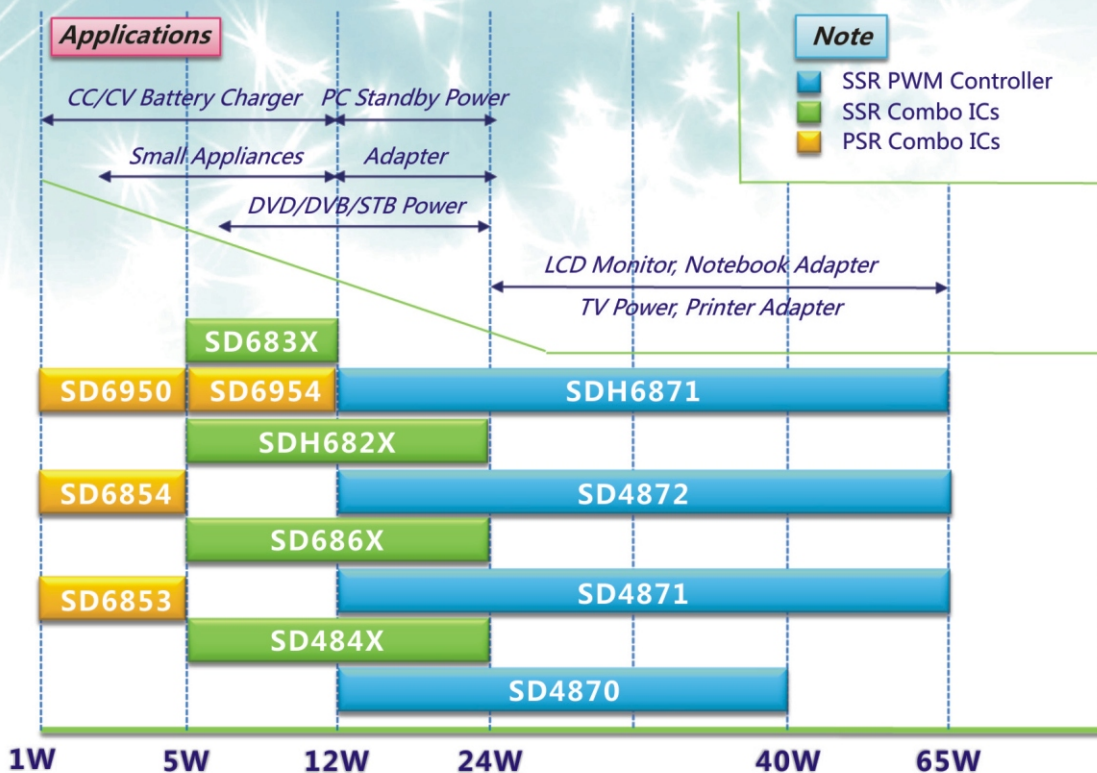 Applications
Note
SSR PWM Controller
SSR Combo ICs
PSR Combo ICs
CC/CV Battery Charger
PC Standby Power
Small Appliances
Adapter
DVD/DVB/STB Power
LCD Monitor, Notebook Adapter
TV Power, Printer Adapter
SD683X
SD6950
SD6954
SDH6871
SDH682X
SD6854
SD4872
SD686X
SD6853
SD4871
SD484X
SD4870
1W
5W
12W
24W
40W
65W